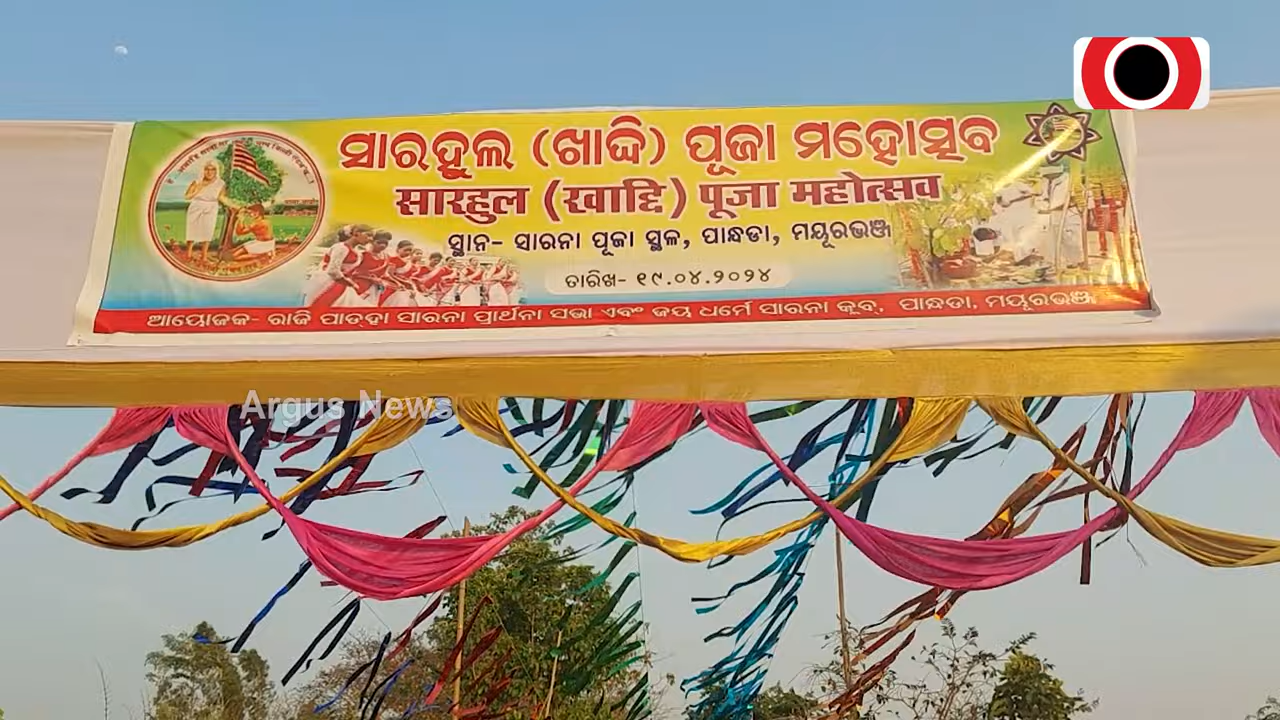 ସାରହୁଲ (ଖାଦ୍ଦି) ପୂଜା ମହୋତ୍ସବ
सारहुल (खाद्दि) पूजा महोत्सव
ସ୍ଥାନ- ସାରନା ପୂଜା ସ୍ଥଳ, ପାନ୍ଧଡା, ମୟୂରଭଞ୍ଜ
ତାରିଖ- ୧୯.୦୪.୨୦୨୪
ଆୟୋଜକ- ରାଜି ପାଡ୍‌ହା ସାରନା ପ୍ରାର୍ଥନା ସଭା ଏବଂ ଜୟ ଧର୍ମେ ସାରନା କ୍ଲବ୍, ପାନ୍ଧଡା, ମୟୂରଭଞ୍ଜ
Argus News